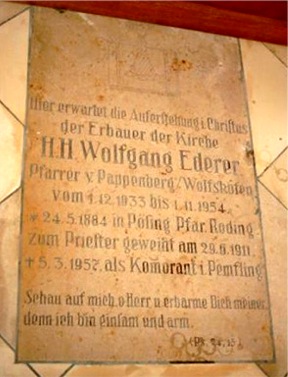 Hier erwartet die Auferstehung i. Christus
der Erbauer der Kirche
H.H. Wolfgang Ederer
Pfarrer v. Pappenberg/Wolfskofen
vom 1.12.1933 bis 1.11.1954.
* 24.5.1884 in Pösing Pfar. Roding
zum Priester geweiht am 29.6.1911.
+ 5.3.1957. als Komorant i. Pemfling
Schau auf mich, o Herr u. erbarme Dich meiner,
denn ich bin einsam und arm.